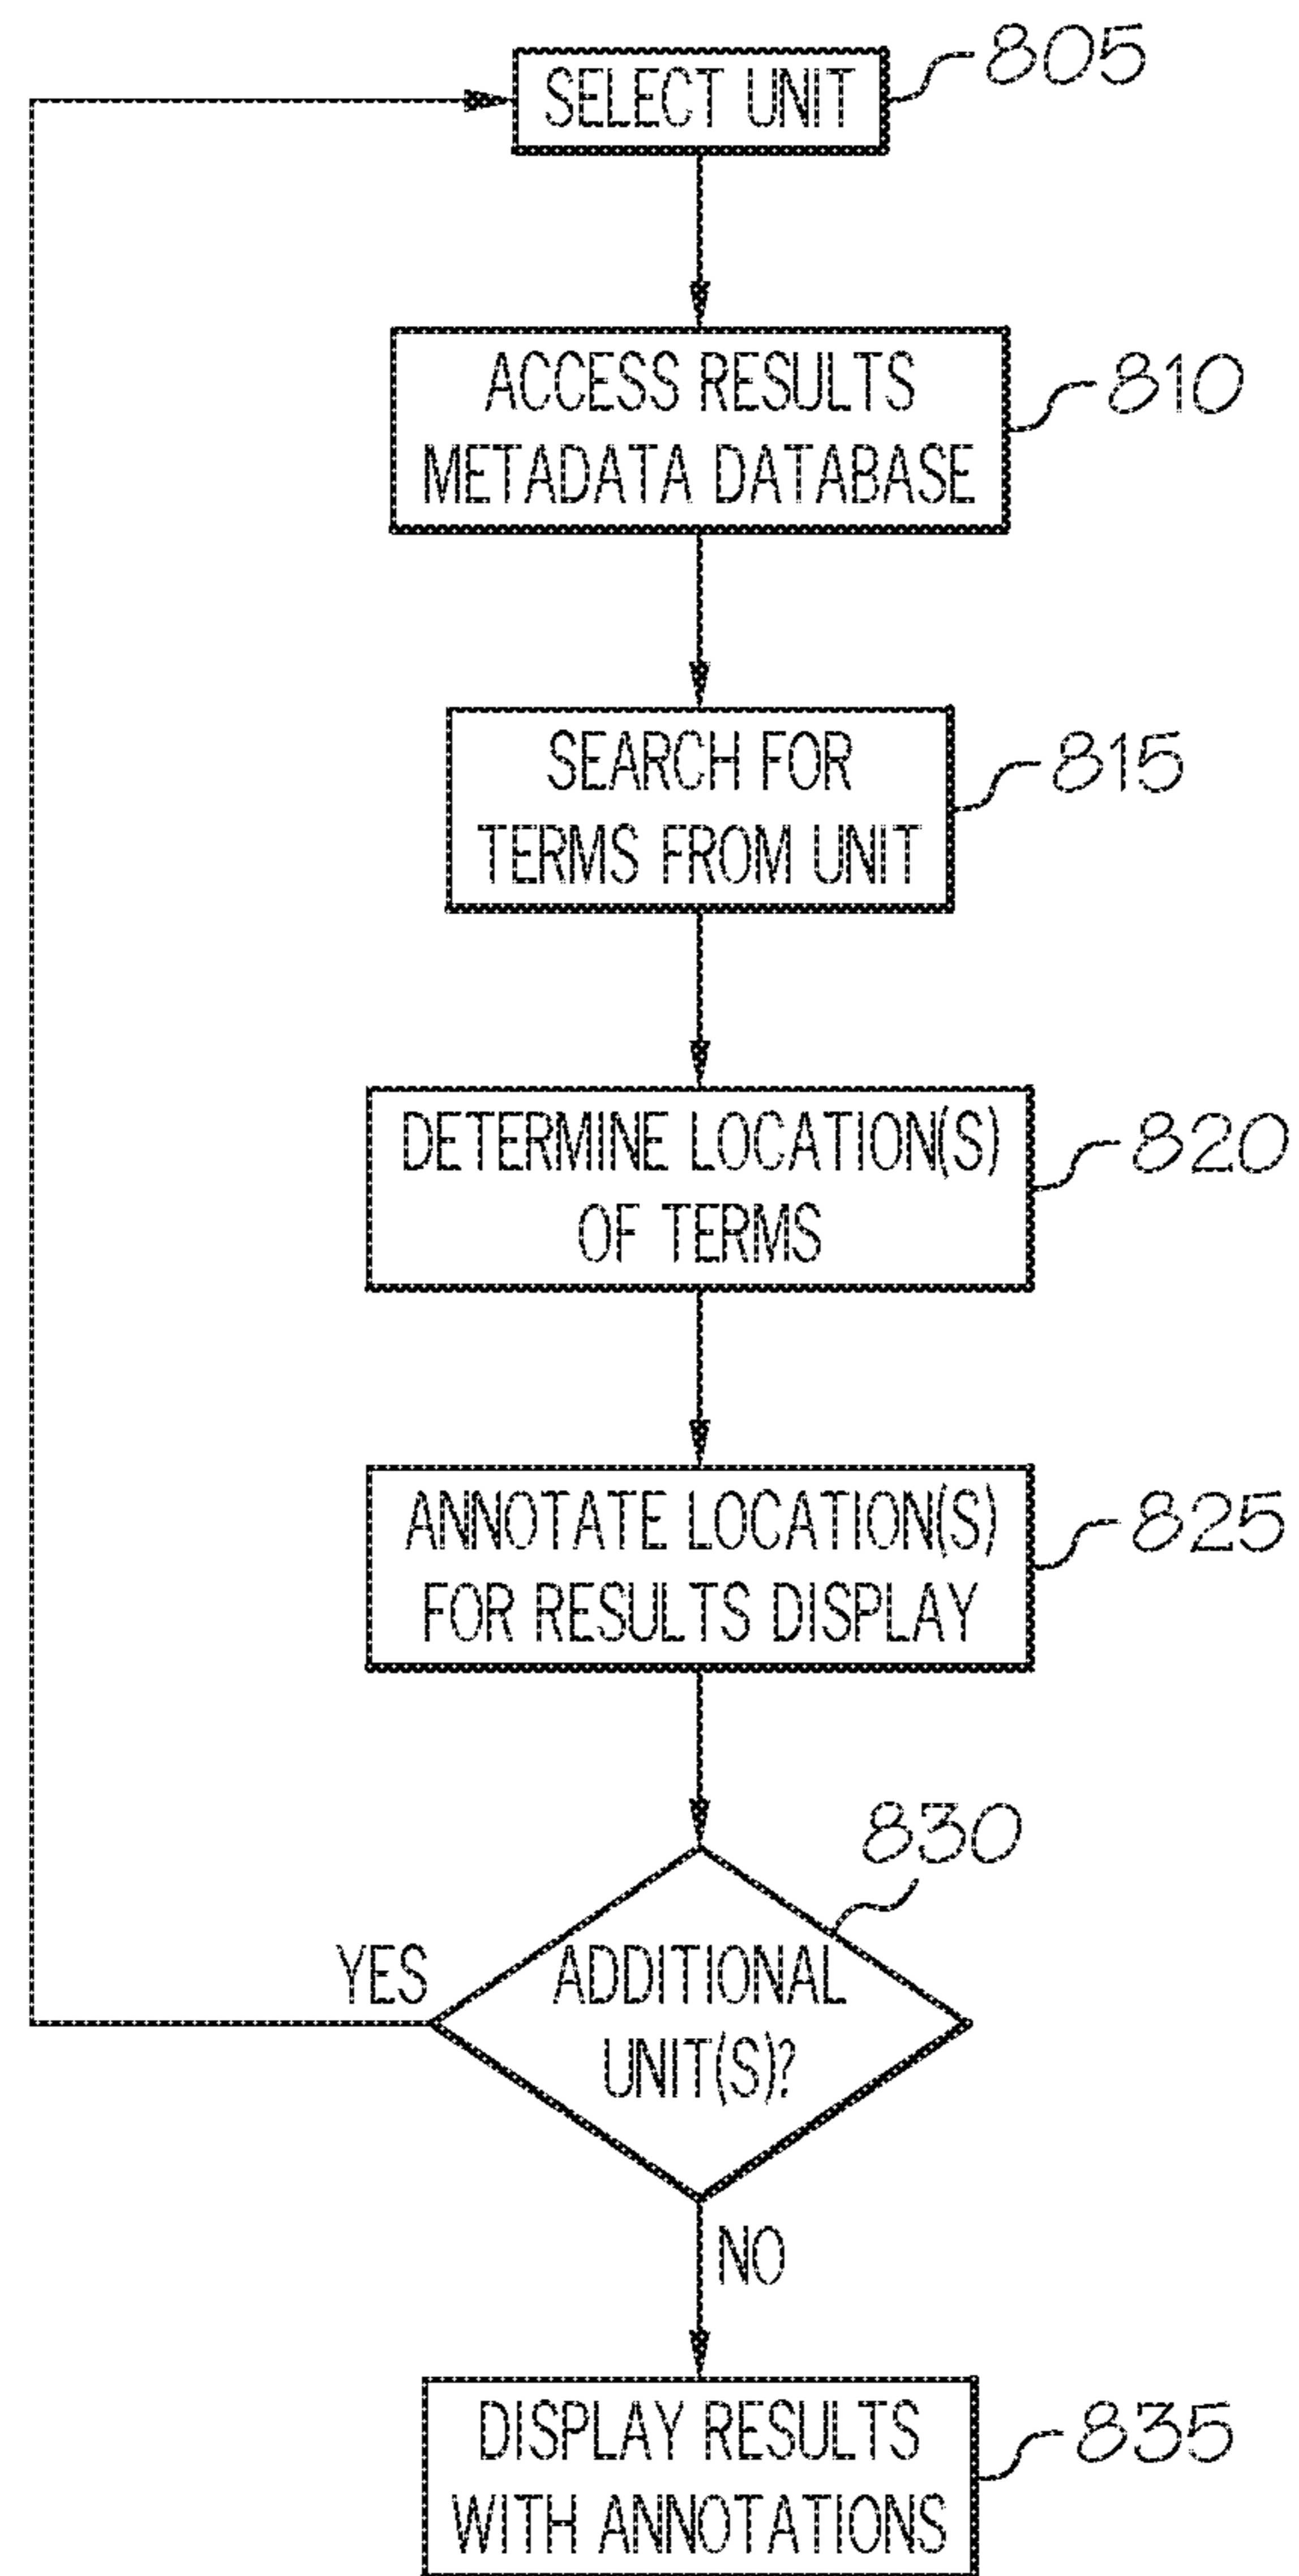 SELECT UNIT
805
ACCESS RESULTS
METADATA DATABASE
810
SEARCH FOR
TERMS FROM UNIT
815
DETERMINE LOCATION(S)
OF TERMS
820
ANNOTATE LOCATION(S)
FOR RESULTS DISPLAY
825
830
YES
ADDITIONAL
UNIT(S)?
NO
DISPLAY RESULTS
WITH ANNOTATIONS
835